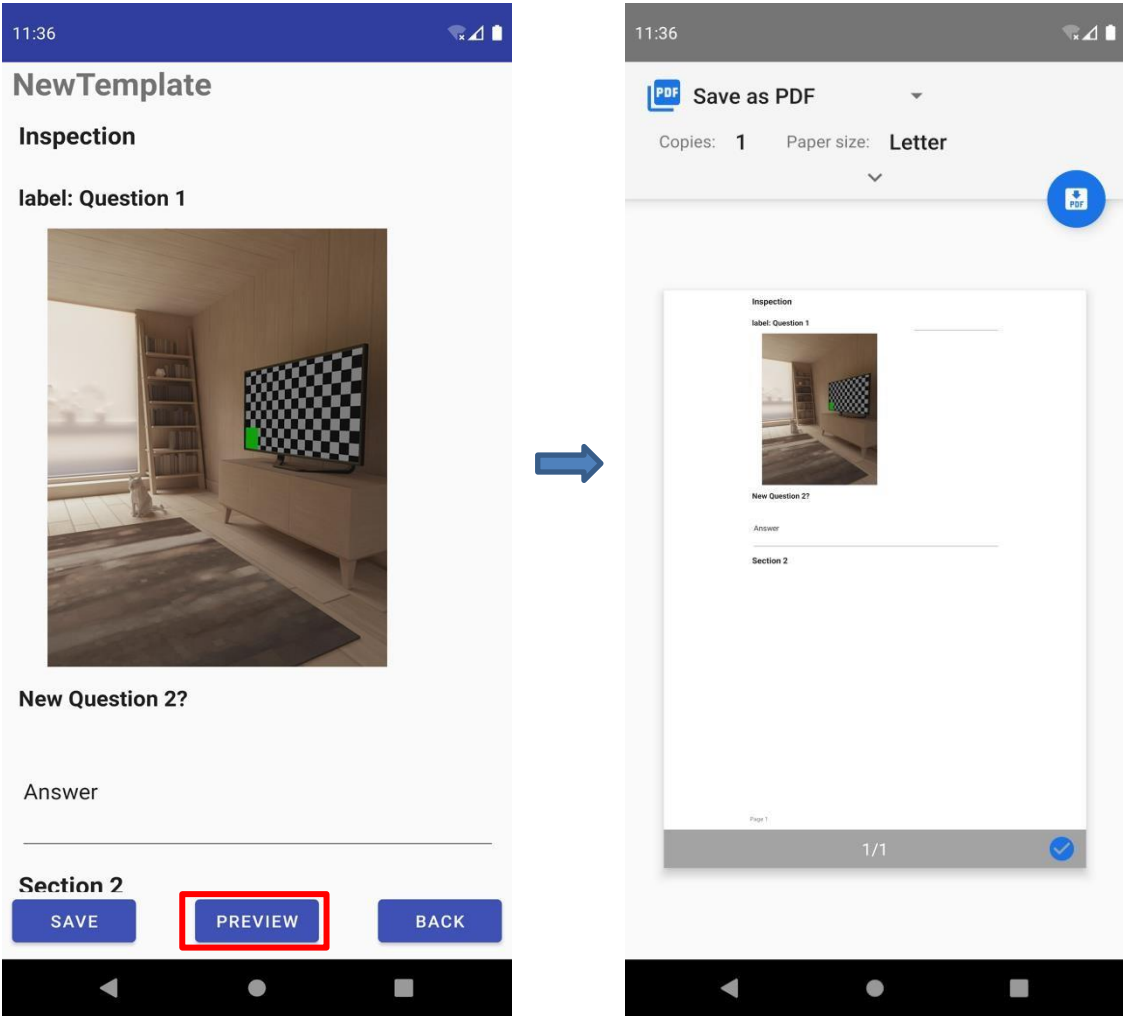 11:36
NewTemplate
Inspection
label: Question 1
New Question 2?
Answer
Section 2
SAVE PREVIEW BACK
11:36
PDF Save as PDF
Copies: 1 Paper size: Letter
PDF
Inspection
label: Question 1
New Question 2?
Answer
Section 2
Page 1
1/1